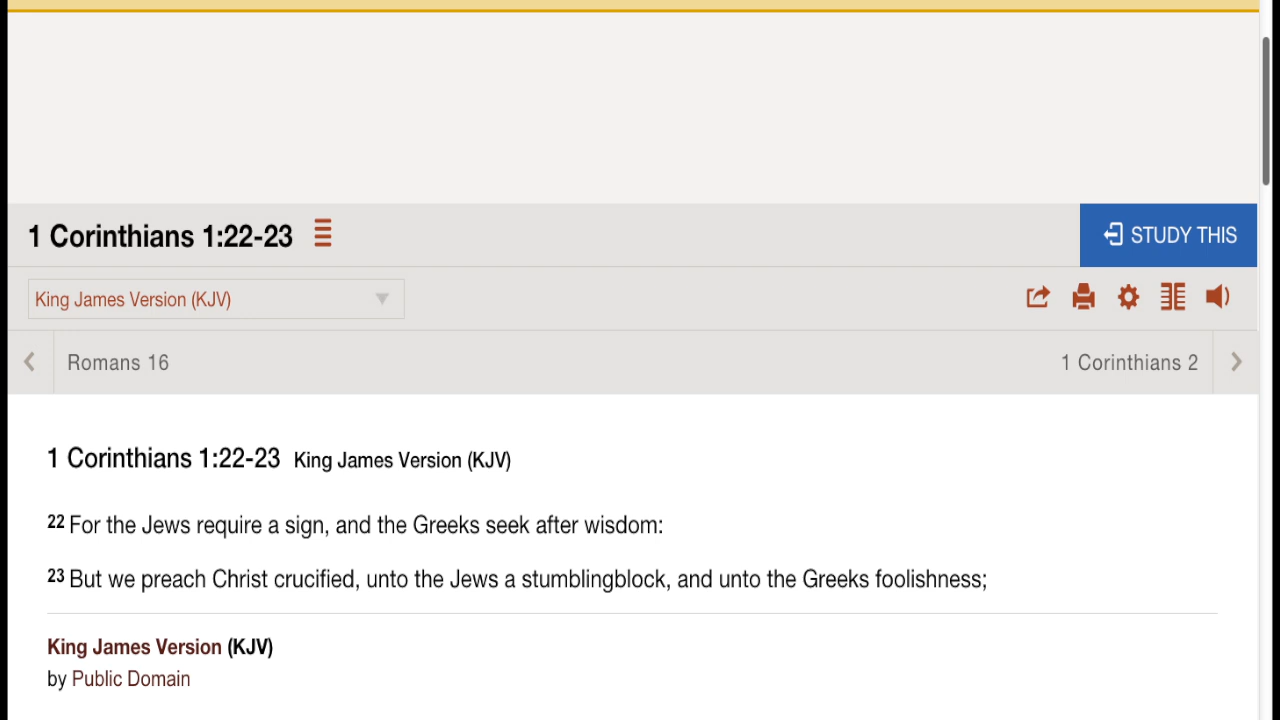 1 Corinthians 1:22-23
STUDY THIS
King James Version (KJV)
Romans 16
1 Corinthians 2
1 Corinthians 1:22-23 King James Version (KJV)
22 For the Jews require a sign, and the Greeks seek after wisdom:
23 But we preach Christ crucified, unto the Jews a stumblingblock, and unto the Greeks foolishness;
King James Version (KJV)
by Public Domain